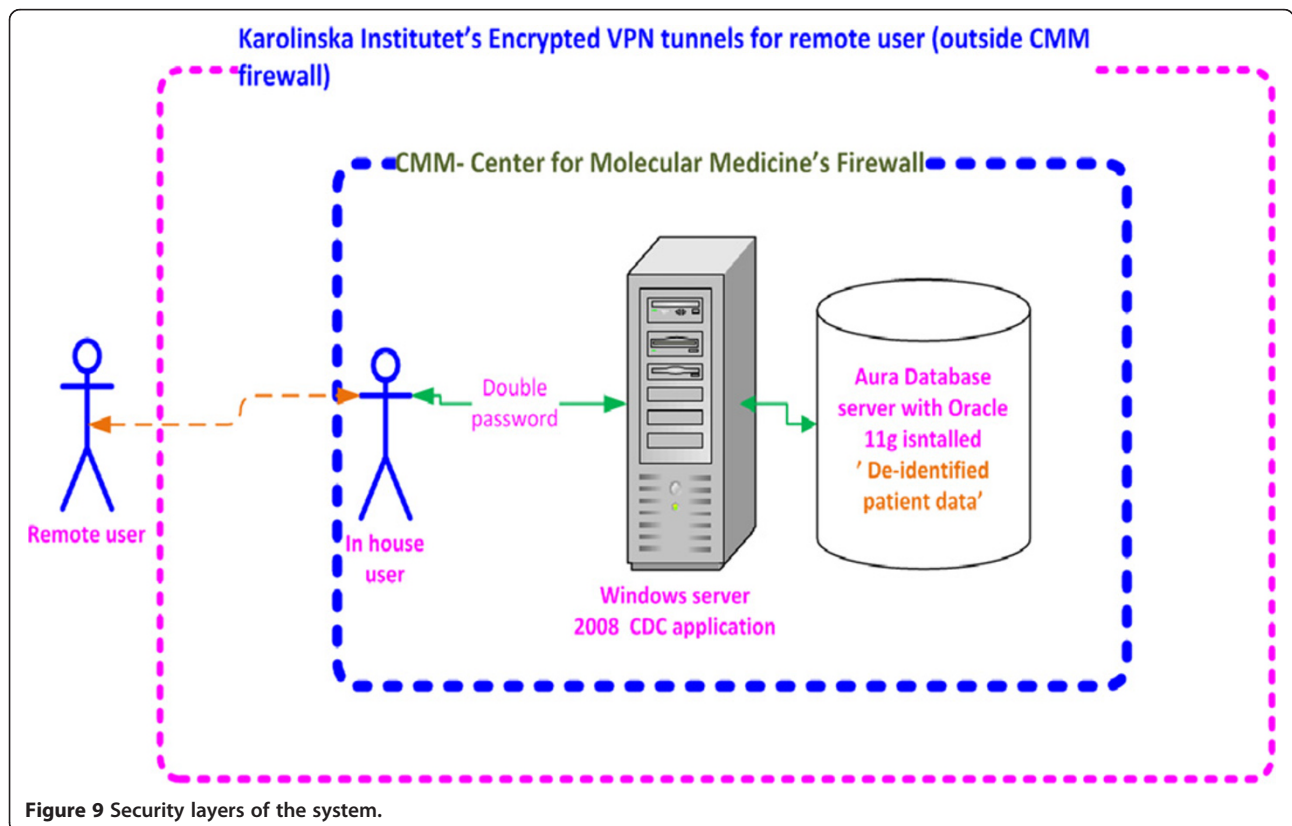 Karolinska Institutet's Encrypted VPN tunnels for remote user (outside CMM
firewall)
CMM- Center for Molecular Medicine's Firewall
Double
password
Aura Database
server with Oracle
11g isntalled
' De-identified
patient data'
Remote user
In house
user
Windows server
2008 CDC application
Figure 9 Security layers of the system.